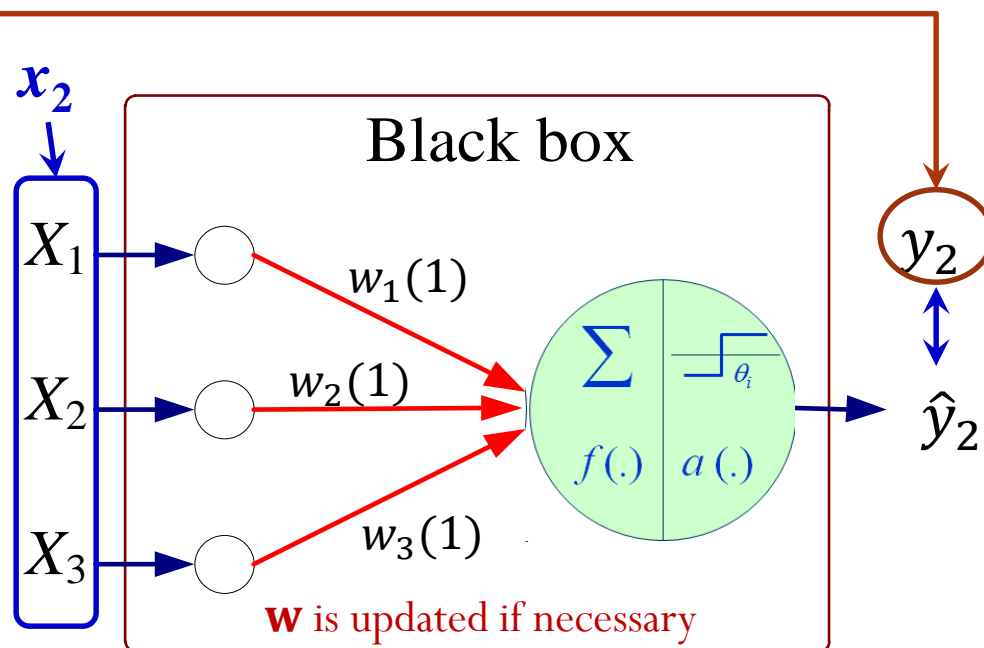 x₂
Black box
X₁
w₁(1)
y₂
∑
θᵢ
X₂
w₂(1)
ŷ₂
f(.)
a (.)
w₃(1)
X₃
w is updated if necessary